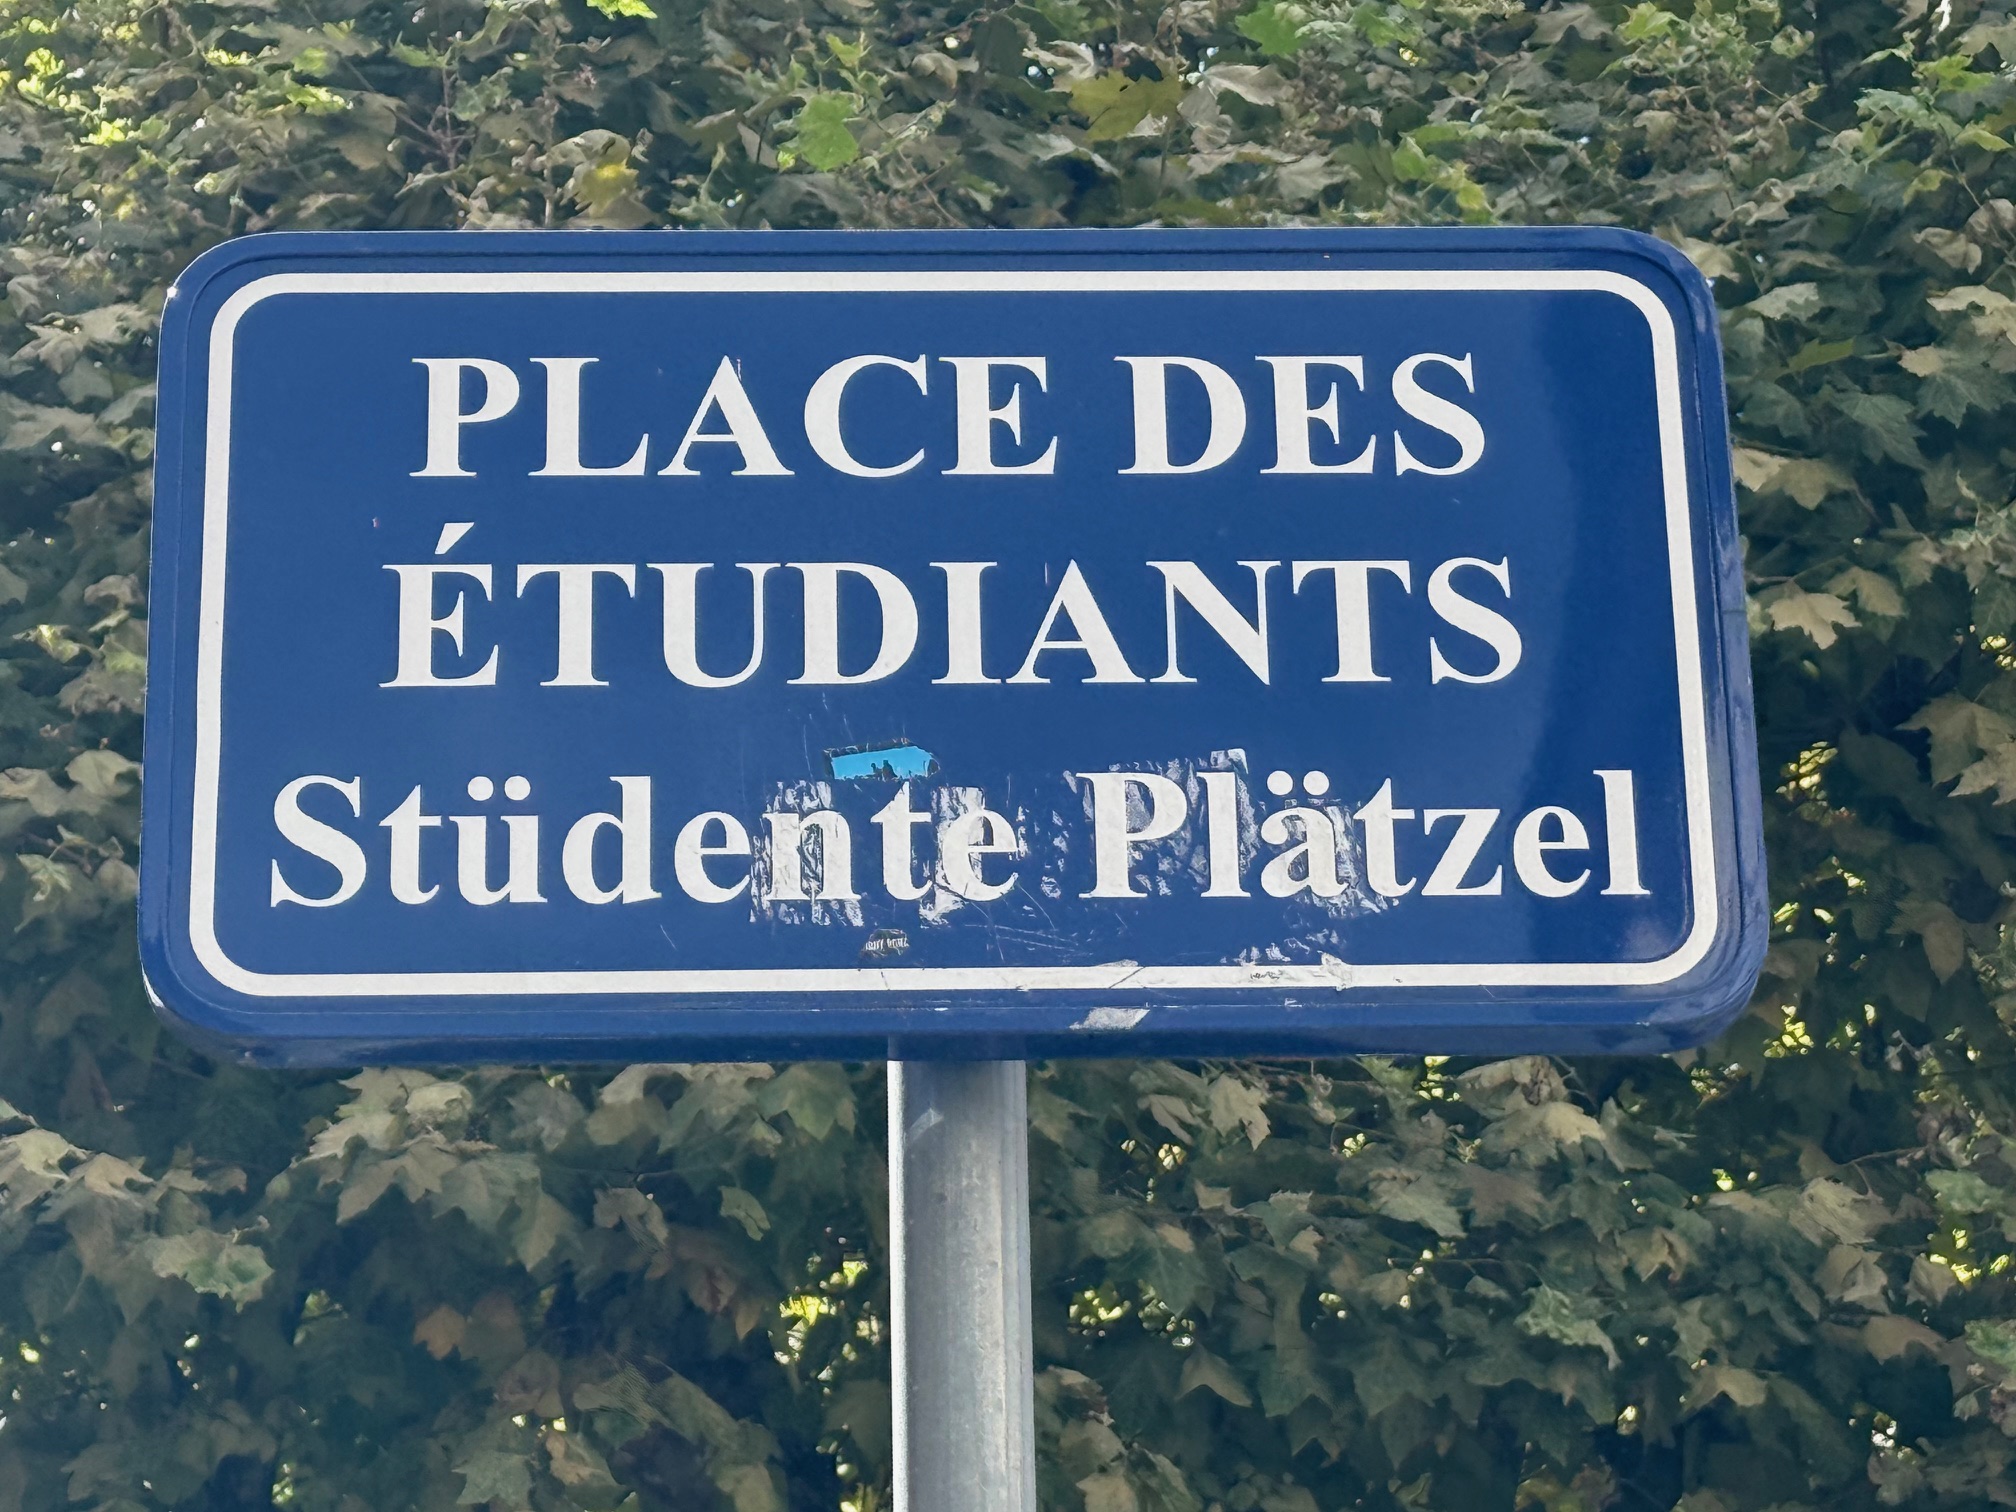 PLACE DES
ÉTUDIANTS
Stüdente Plätzel